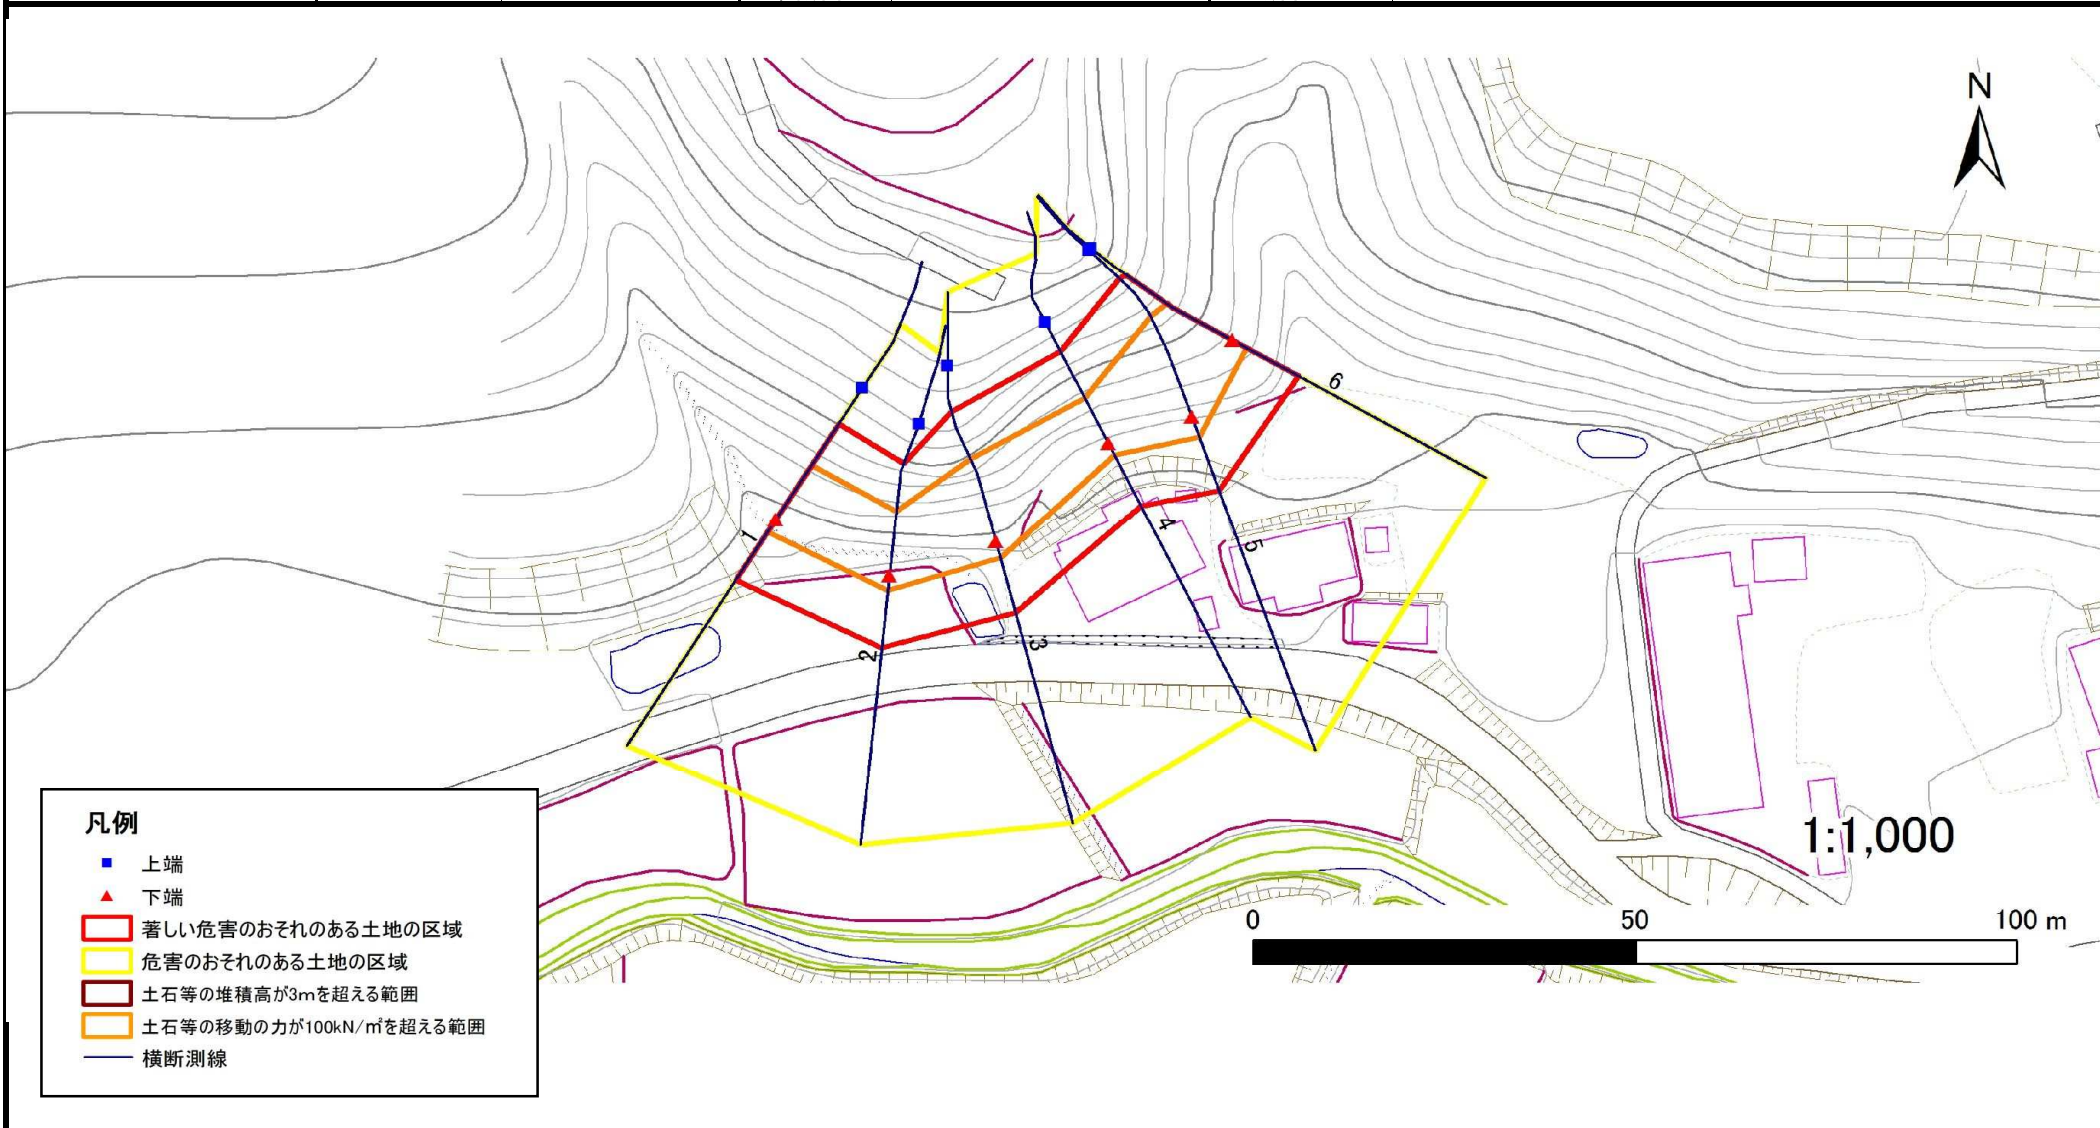 N
6
1
4
5
2
3
凡例
上端
下端
著しい危害のおそれのある土地の区域
危害のおそれのある土地の区域
土石等の堆積高が3mを超える範囲
土石等の移動の力が100kN/㎡を超える範囲
横断測線
1:1,000
0 50 100 m